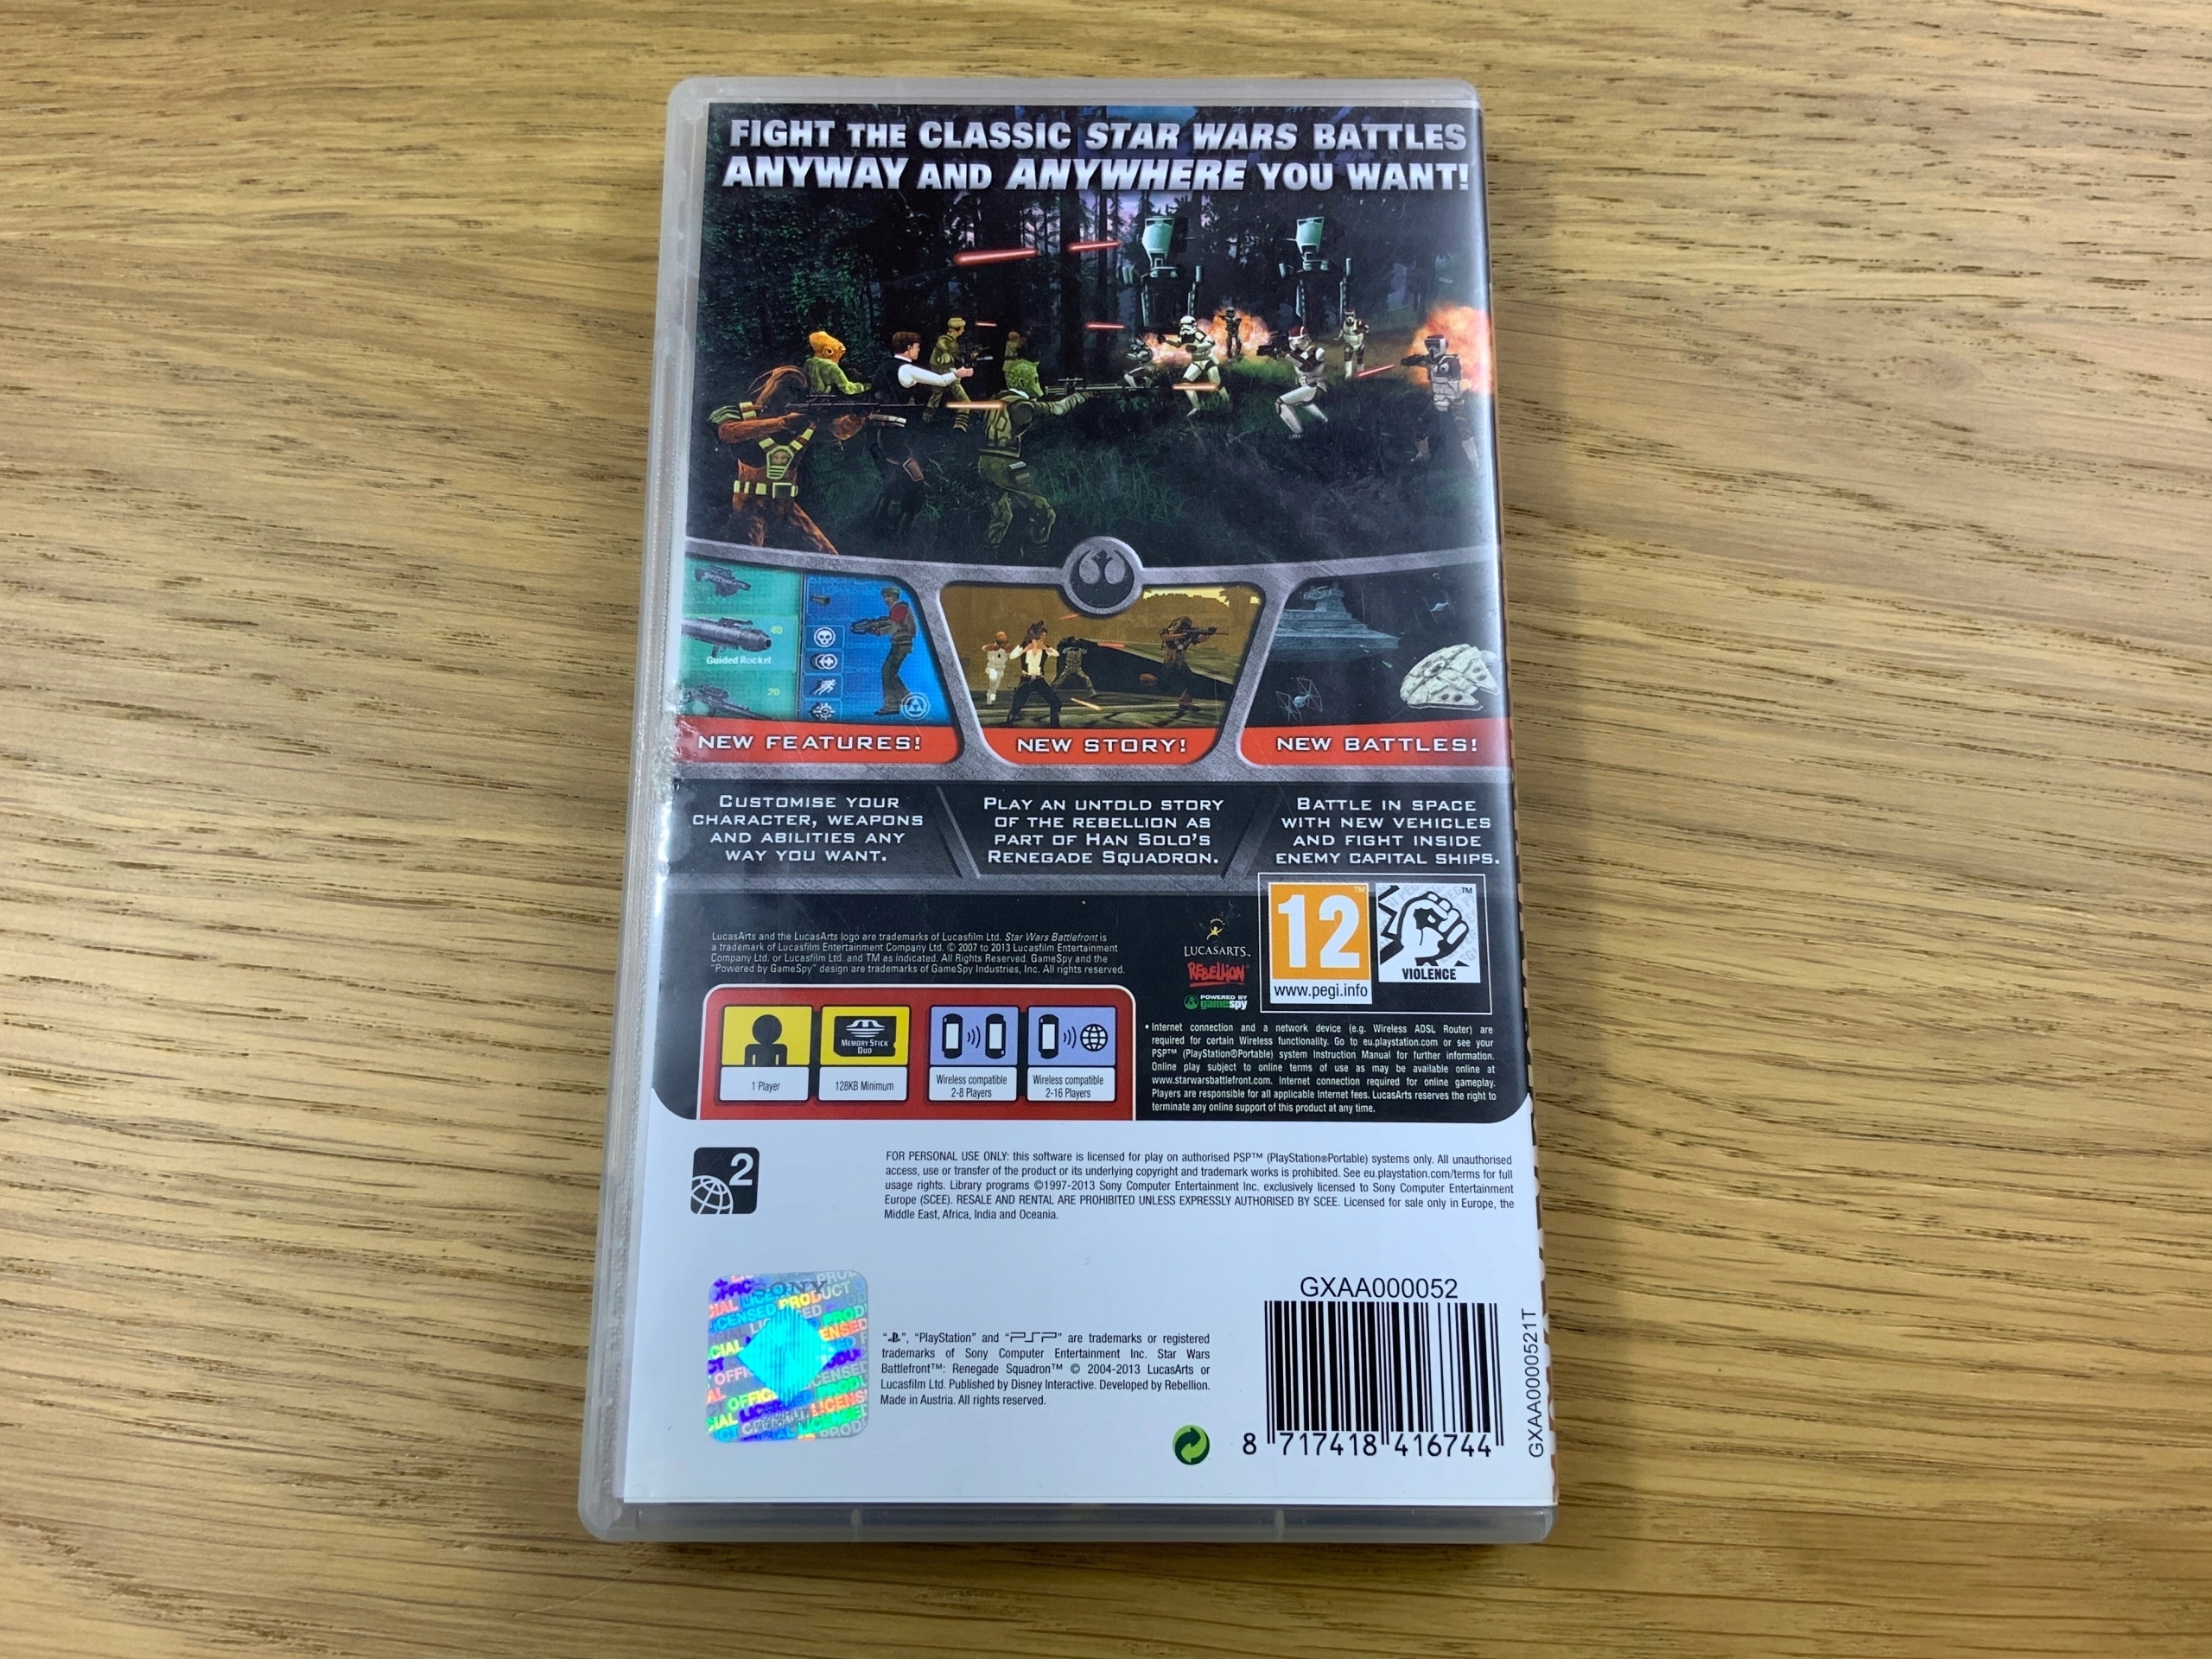 FIGHT THE CLASSIC STAR WARS BATTLES
ANYWAY AND ANYWHERE YOU WANT!
40
Guided Rocket
20
NEW FEATURES!
NEW STORY!
NEW BATTLES!
CUSTOMISE YOUR
CHARACTER, WEAPONS
AND ABILITIES ANY
WAY YOU WANT.
PLAY AN UNTOLD STORY
OF THE REBELLION AS
PART OF HAN SOLO'S
RENEGADE SQUADRON.
BATTLE IN SPACE
WITH NEW VEHICLES
AND FIGHT INSIDE
ENEMY CAPITAL SHIPS.
LucasArts and the LucasArts logo are trademarks of Lucasfilm Ltd. Star Wars Battlefront is
a trademark of Lucasfilm Entertainment Company Ltd. © 2007 to 2013 Lucasfilm Entertainment
Company Ltd. or Lucasfilm Ltd. and TM as indicated. All Rights Reserved. GameSpy and the
"Powered by GameSpy" design are trademarks of GameSpy Industries, Inc. All rights reserved.
LUCASARTS™
REBELLION
POWERED BY
gamespy
12™
www.pegi.info
™
VIOLENCE
1 Player
MEMORY STICK
DUO
128KB Minimum
Wireless compatible
2-8 Players
Wireless compatible
2-16 Players
• Internet connection and a network device (e.g. Wireless ADSL Router) are
required for certain Wireless functionality. Go to eu.playstation.com or see your
PSP™ (PlayStation®Portable) system Instruction Manual for further information.
Online play subject to online terms of use as may be available online at
www.starwarsbattlefront.com. Internet connection required for online gameplay.
Players are responsible for all applicable Internet fees. LucasArts reserves the right to
terminate any online support of this product at any time.
2
FOR PERSONAL USE ONLY: this software is licensed for play on authorised PSP™ (PlayStation®Portable) systems only. All unauthorised
access, use or transfer of the product or its underlying copyright and trademark works is prohibited. See eu.playstation.com/terms for full
usage rights. Library programs ©1997-2013 Sony Computer Entertainment Inc. exclusively licensed to Sony Computer Entertainment
Europe (SCEE). RESALE AND RENTAL ARE PROHIBITED UNLESS EXPRESSLY AUTHORISED BY SCEE. Licensed for sale only in Europe, the
Middle East, Africa, India and Oceania.
SONY
OFFICIAL LICENSED PRODUCT
"PS", "PlayStation" and "PSP" are trademarks or registered
trademarks of Sony Computer Entertainment Inc. Star Wars
Battlefront™: Renegade Squadron™ © 2004-2013 LucasArts or
Lucasfilm Ltd. Published by Disney Interactive. Developed by Rebellion.
Made in Austria. All rights reserved.
GXAA000052
8 717418 416744
GXAA0000521T